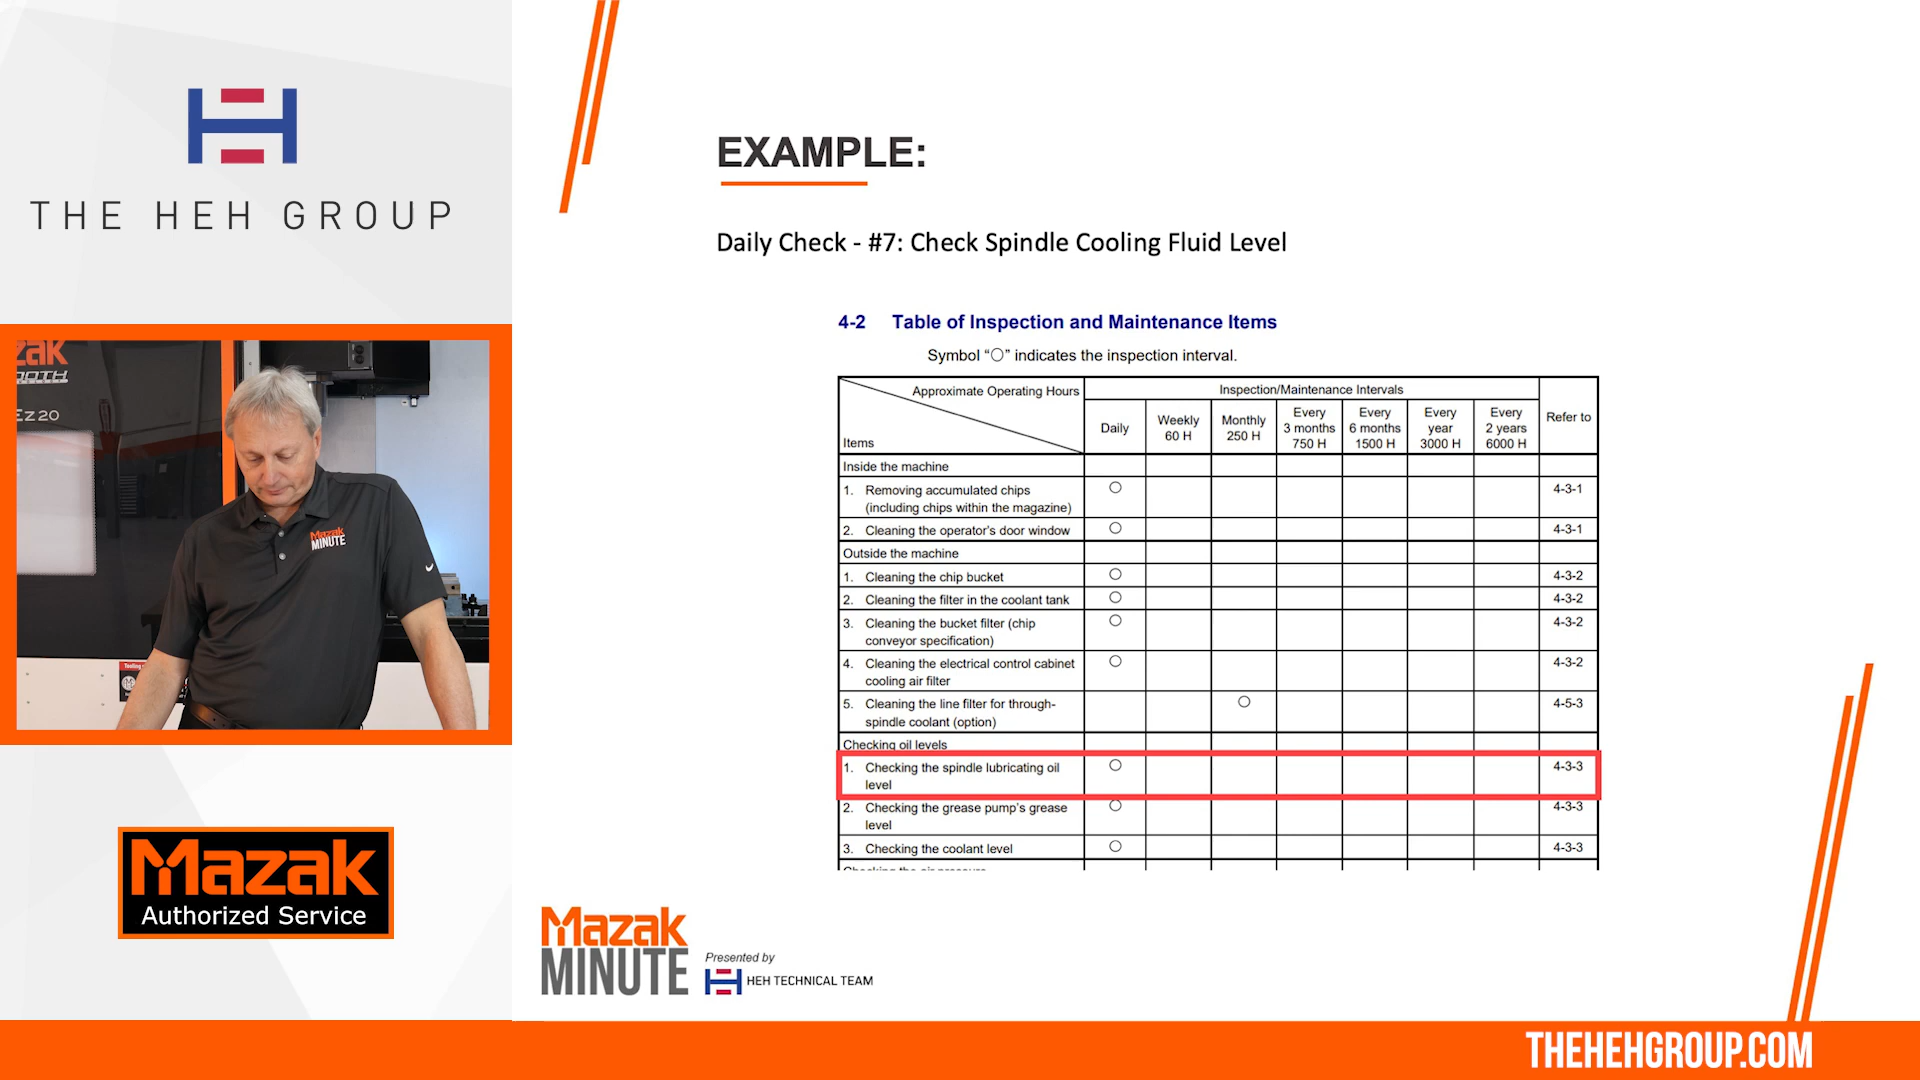 THE HEH GROUP
zak
OOTH
Ez20
Mazak
MINUTE
Mazak
Authorized Service
EXAMPLE:
Daily Check - #7: Check Spindle Cooling Fluid Level
4-2 Table of Inspection and Maintenance Items
Symbol “○” indicates the inspection interval.
Approximate Operating Hours
Items
Inspection/Maintenance Intervals
Daily
Weekly
60 H
Monthly
250 H
Every
3 months
750 H
Every
6 months
1500 H
Every
year
3000 H
Every
2 years
6000 H
Refer to
Inside the machine
1. Removing accumulated chips
(including chips within the magazine)
○ 4-3-1
2. Cleaning the operator's door window ○ 4-3-1
Outside the machine
1. Cleaning the chip bucket ○ 4-3-2
2. Cleaning the filter in the coolant tank ○ 4-3-2
3. Cleaning the bucket filter (chip
conveyor specification)
○ 4-3-2
4. Cleaning the electrical control cabinet
cooling air filter
○ 4-3-2
5. Cleaning the line filter for through-
spindle coolant (option)
○ 4-5-3
Checking oil levels
1. Checking the spindle lubricating oil
level
○ 4-3-3
2. Checking the grease pump's grease
level
○ 4-3-3
3. Checking the coolant level ○ 4-3-3
Mazak
MINUTE
Presented by
HEH TECHNICAL TEAM
THEHEHGROUP.COM